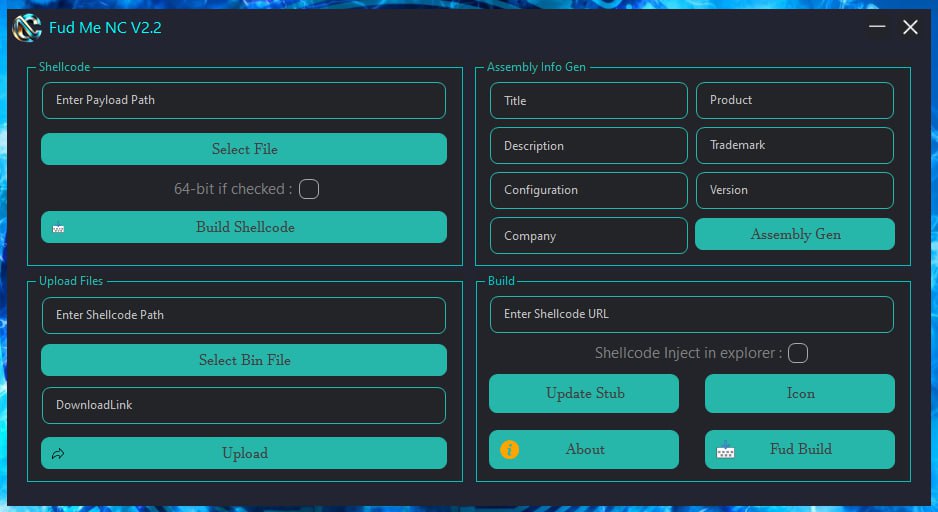 Fud Me NC V2.2
Shellcode
Enter Payload Path
Select File
64-bit if checked :
Build Shellcode
Assembly Info Gen
Title
Product
Description
Trademark
Configuration
Version
Company
Assembly Gen
Upload Files
Enter Shellcode Path
Select Bin File
DownloadLink
Upload
Build
Enter Shellcode URL
Shellcode Inject in explorer :
Update Stub
Icon
About
Fud Build